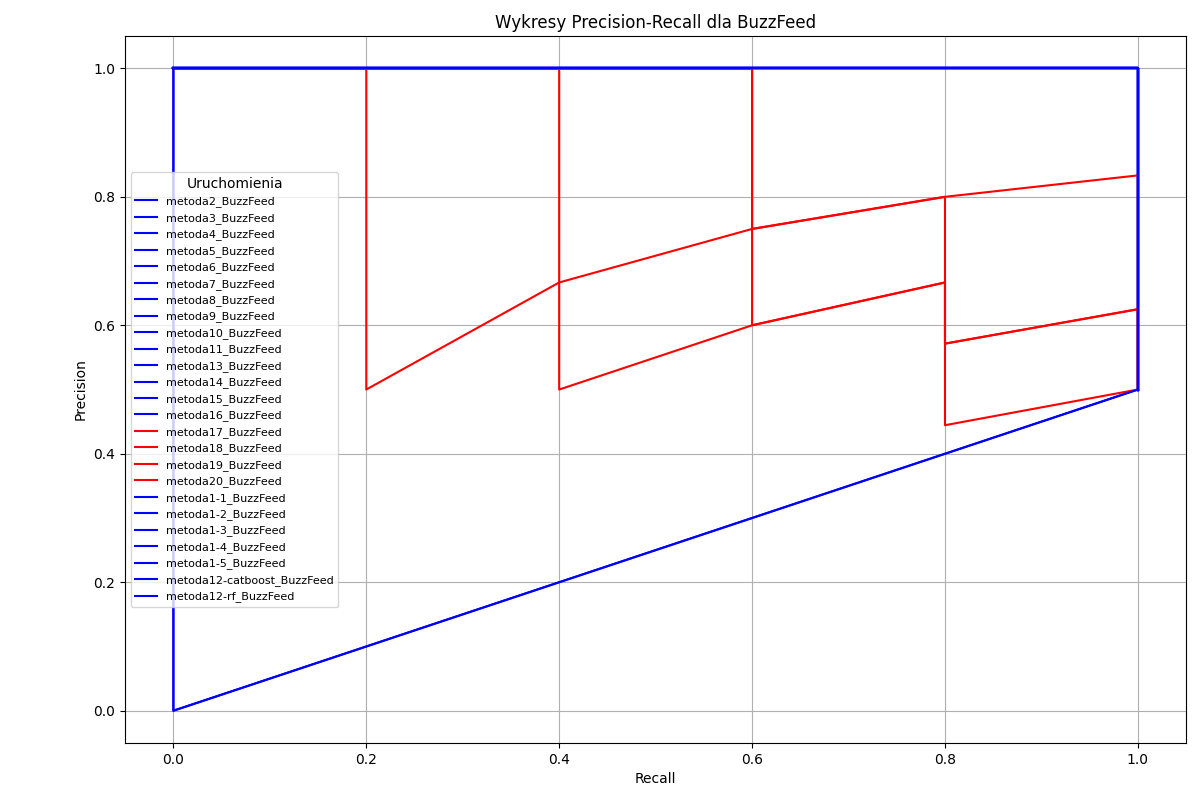 Wykresy Precision-Recall dla BuzzFeed
Precision
1.0
0.8
0.6
0.4
0.2
0.0
Uruchomienia
metoda2_BuzzFeed
metoda3_BuzzFeed
metoda4_BuzzFeed
metoda5_BuzzFeed
metoda6_BuzzFeed
metoda7_BuzzFeed
metoda8_BuzzFeed
metoda9_BuzzFeed
metoda10_BuzzFeed
metoda11_BuzzFeed
metoda13_BuzzFeed
metoda14_BuzzFeed
metoda15_BuzzFeed
metoda16_BuzzFeed
metoda17_BuzzFeed
metoda18_BuzzFeed
metoda19_BuzzFeed
metoda20_BuzzFeed
metoda1-1_BuzzFeed
metoda1-2_BuzzFeed
metoda1-3_BuzzFeed
metoda1-4_BuzzFeed
metoda1-5_BuzzFeed
metoda12-catboost_BuzzFeed
metoda12-rf_BuzzFeed
0.0 0.2 0.4 0.6 0.8 1.0
Recall